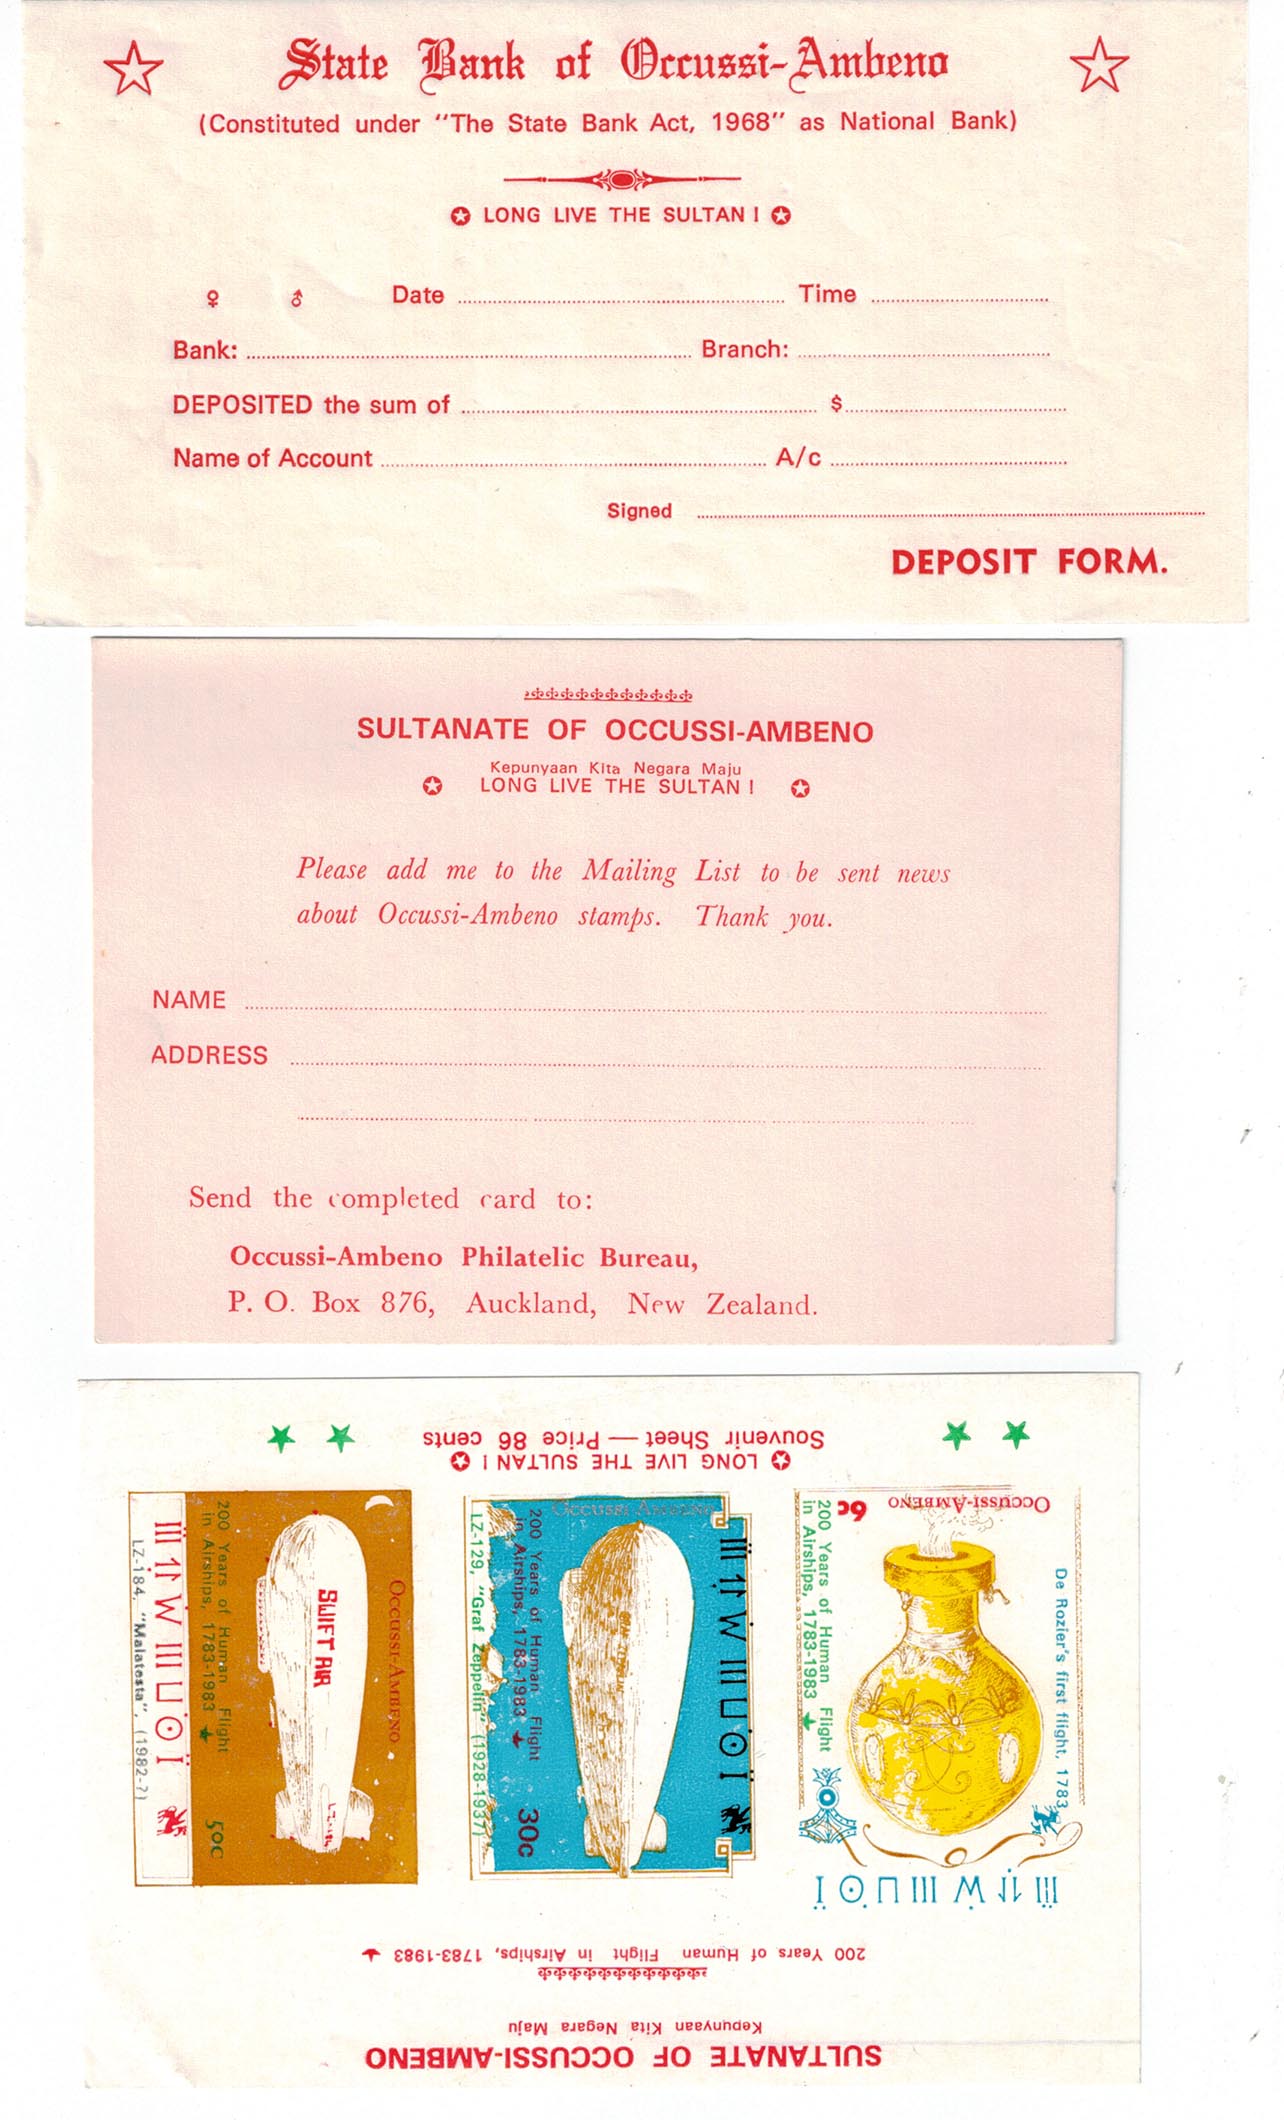 State Bank of Occussi-Ambeno
(Constituted under "The State Bank Act, 1968" as National Bank)
LONG LIVE THE SULTAN !
♀ ♂ Date Time
Bank: Branch:
DEPOSITED the sum of $
Name of Account A/c
Signed
DEPOSIT FORM.
SULTANATE OF OCCUSSI-AMBENO
Kepunyaan Kita Negara Maju
LONG LIVE THE SULTAN !
Please add me to the Mailing List to be sent news
about Occussi-Ambeno stamps. Thank you.
NAME
ADDRESS
Send the completed card to:
Occussi-Ambeno Philatelic Bureau,
P. O. Box 876, Auckland, New Zealand.
SULTANATE OF OCCUSSI-AMBENO
Kepunyaan Kita Negara Maju
200 Years of Human Flight in Airships, 1783-1983
De Rozier's first flight, 1783
200 Years of Human Flight
in Airships, 1783-1983
OCCUSSI-AMBENO
6c
OCCUSSI-AMBENO
200 Years of Human Flight
in Airships, 1783-1983
30c
LZ-129, "Graf Zeppelin" (1928-1937)
OCCUSSI-AMBENO
SWIFT AIR
200 Years of Human Flight
in Airships, 1783-1983
50C
LZ-184, "Malatesta", (1982-?)
LONG LIVE THE SULTAN !
Souvenir Sheet — Price 86 cents